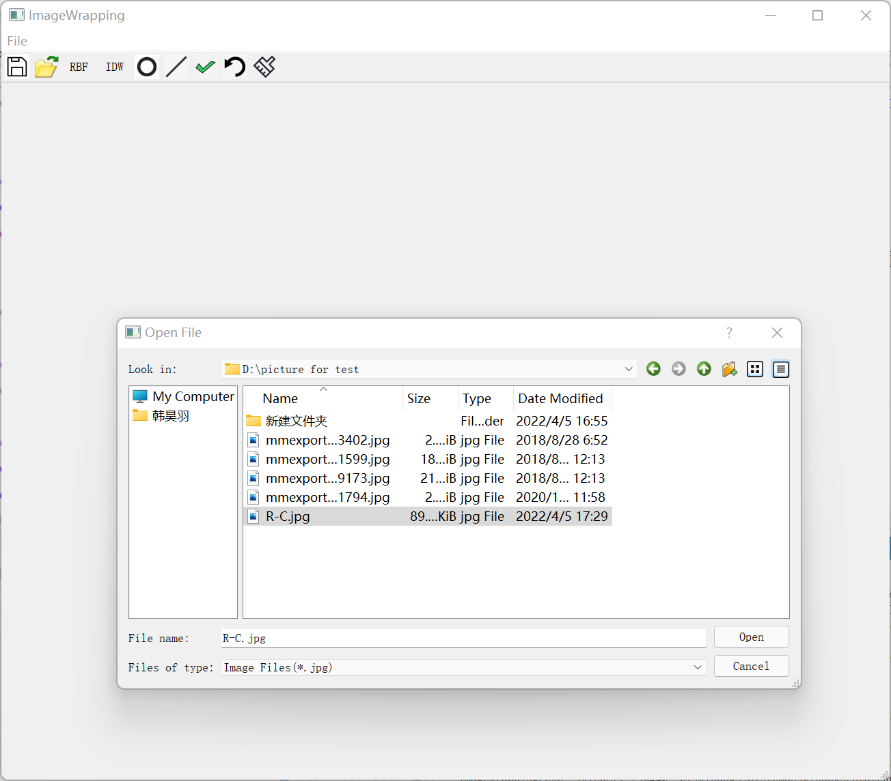 ImageWrapping
File
RBF IDW
Open File ?
Look in: D:\picture for test
My Computer
韩昊羽
Name Size Type Date Modified
新建文件夹 Fil...der 2022/4/5 16:55
mmexport...3402.jpg 2....iB jpg File 2018/8/28 6:52
mmexport...1599.jpg 18...iB jpg File 2018/8... 12:13
mmexport...9173.jpg 21...iB jpg File 2018/8... 12:13
mmexport...1794.jpg 2....iB jpg File 2020/1... 11:58
R-C.jpg 89....KiB jpg File 2022/4/5 17:29
File name: R-C.jpg Open
Files of type: Image Files(*.jpg) Cancel